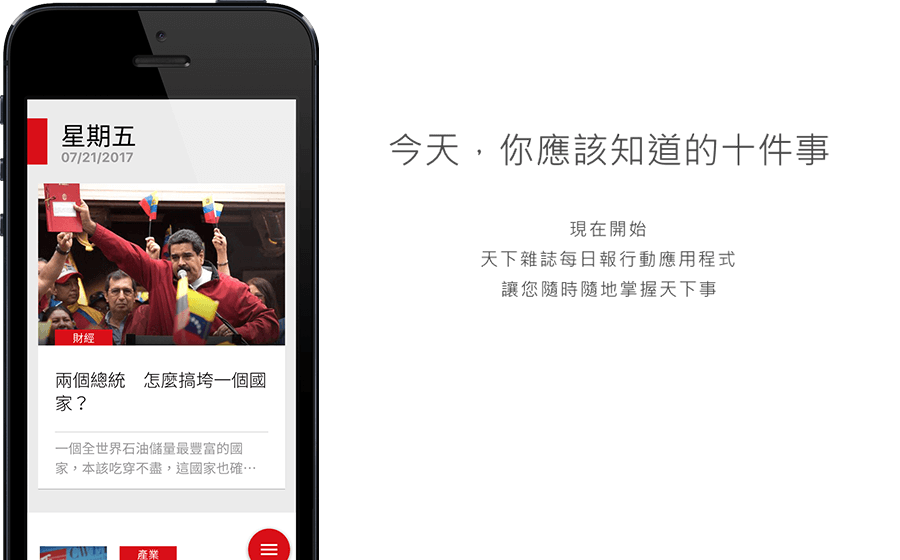 星期五
07/21/2017
財經
兩個總統　怎麼搞垮一個國
家？
一個全世界石油儲量最豐富的國
家，本該吃穿不盡，這國家也確⋯
產業
今天，你應該知道的十件事
現在開始
天下雜誌每日報行動應用程式
讓您隨時隨地掌握天下事